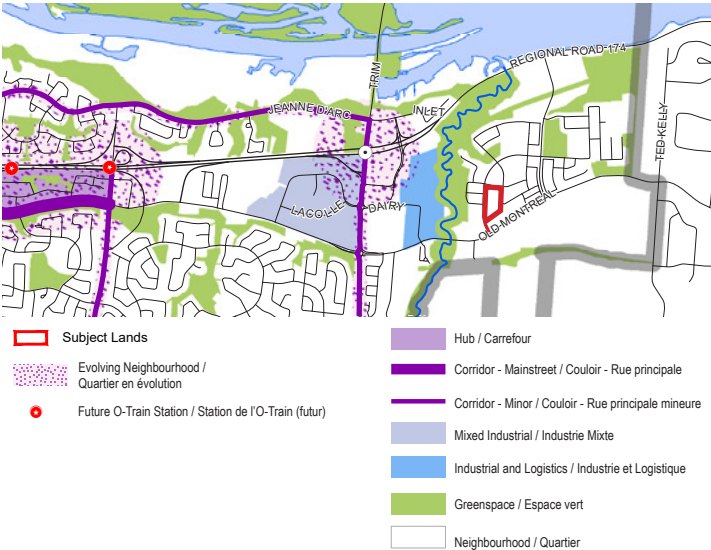 REGIONAL ROAD 174
TRIM
JEANNE D'ARC
INLET
TED KELLY
LACOLLE
DAIRY
OLD MONTREAL
Subject Lands
Evolving Neighbourhood /
Quartier en évolution
Future O-Train Station / Station de l'O-Train (futur)
Hub / Carrefour
Corridor - Mainstreet / Couloir - Rue principale
Corridor - Minor / Couloir - Rue principale mineure
Mixed Industrial / Industrie Mixte
Industrial and Logistics / Industrie et Logistique
Greenspace / Espace vert
Neighbourhood / Quartier